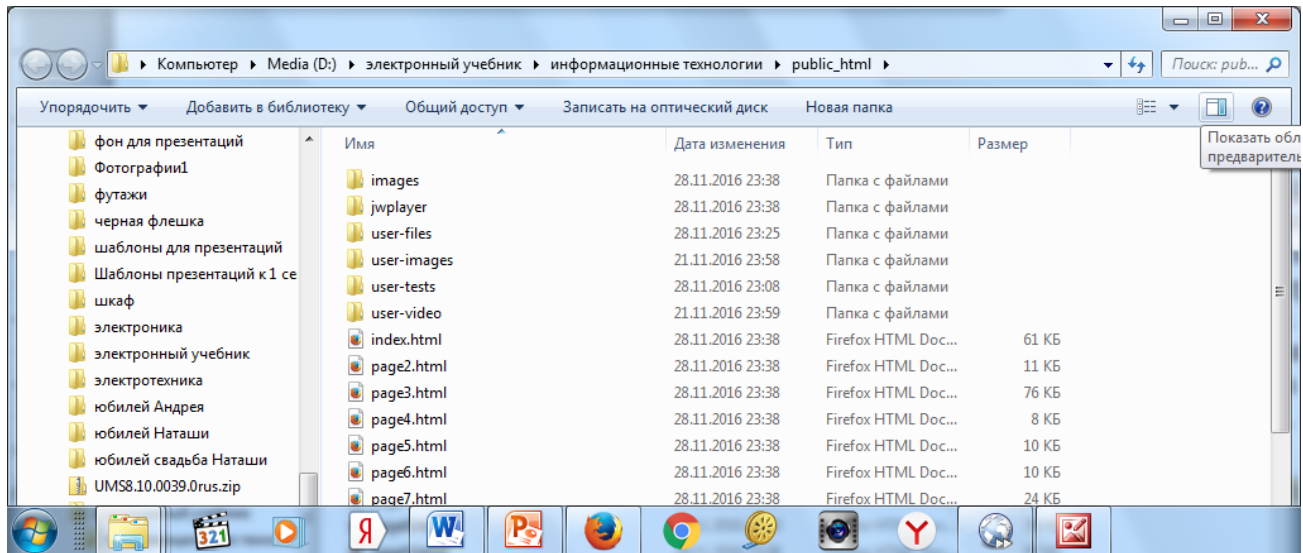 Компьютер ▸ Media (D:) ▸ электронный учебник ▸ информационные технологии ▸ public_html ▸
Поиск: pub...
Упорядочить Добавить в библиотеку Общий доступ Записать на оптический диск Новая папка
Показать обл
предваритель
фон для презентаций
Фотографии1
футажи
черная флешка
шаблоны для презентаций
Шаблоны презентаций к 1 се
шкаф
электроника
электронный учебник
электротехника
юбилей Андрея
юбилей Наташи
юбилей свадьба Наташи
UMS8.10.0039.0rus.zip
Имя Дата изменения Тип Размер
images 28.11.2016 23:38 Папка с файлами
jwplayer 28.11.2016 23:38 Папка с файлами
user-files 28.11.2016 23:25 Папка с файлами
user-images 21.11.2016 23:58 Папка с файлами
user-tests 28.11.2016 23:08 Папка с файлами
user-video 21.11.2016 23:59 Папка с файлами
index.html 28.11.2016 23:38 Firefox HTML Doc... 61 КБ
page2.html 28.11.2016 23:38 Firefox HTML Doc... 11 КБ
page3.html 28.11.2016 23:38 Firefox HTML Doc... 76 КБ
page4.html 28.11.2016 23:38 Firefox HTML Doc... 8 КБ
page5.html 28.11.2016 23:38 Firefox HTML Doc... 10 КБ
page6.html 28.11.2016 23:38 Firefox HTML Doc... 10 КБ
page7.html 28.11.2016 23:38 Firefox HTML Doc... 24 КБ
321 Я W P Y